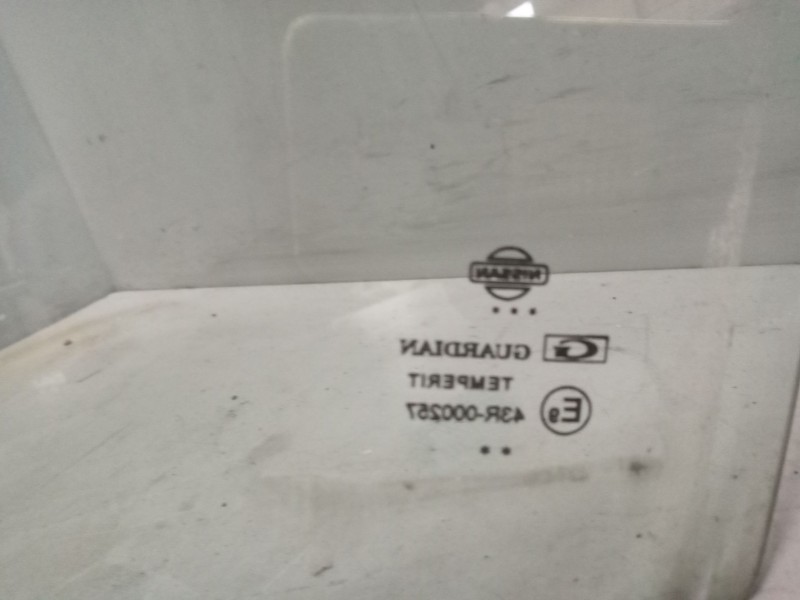 NISSAN
G GUARDIAN
TEMPERIT
E9 43R-000257